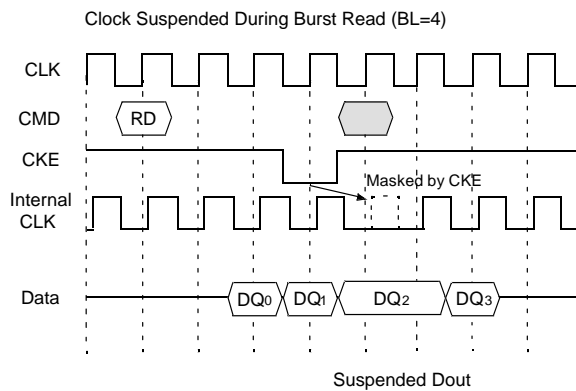 Clock Suspended During Burst Read (BL=4)
CLK
CMD
RD
CKE
Masked by CKE
Internal
CLK
Data
DQ0
DQ1
DQ2
DQ3
Suspended Dout